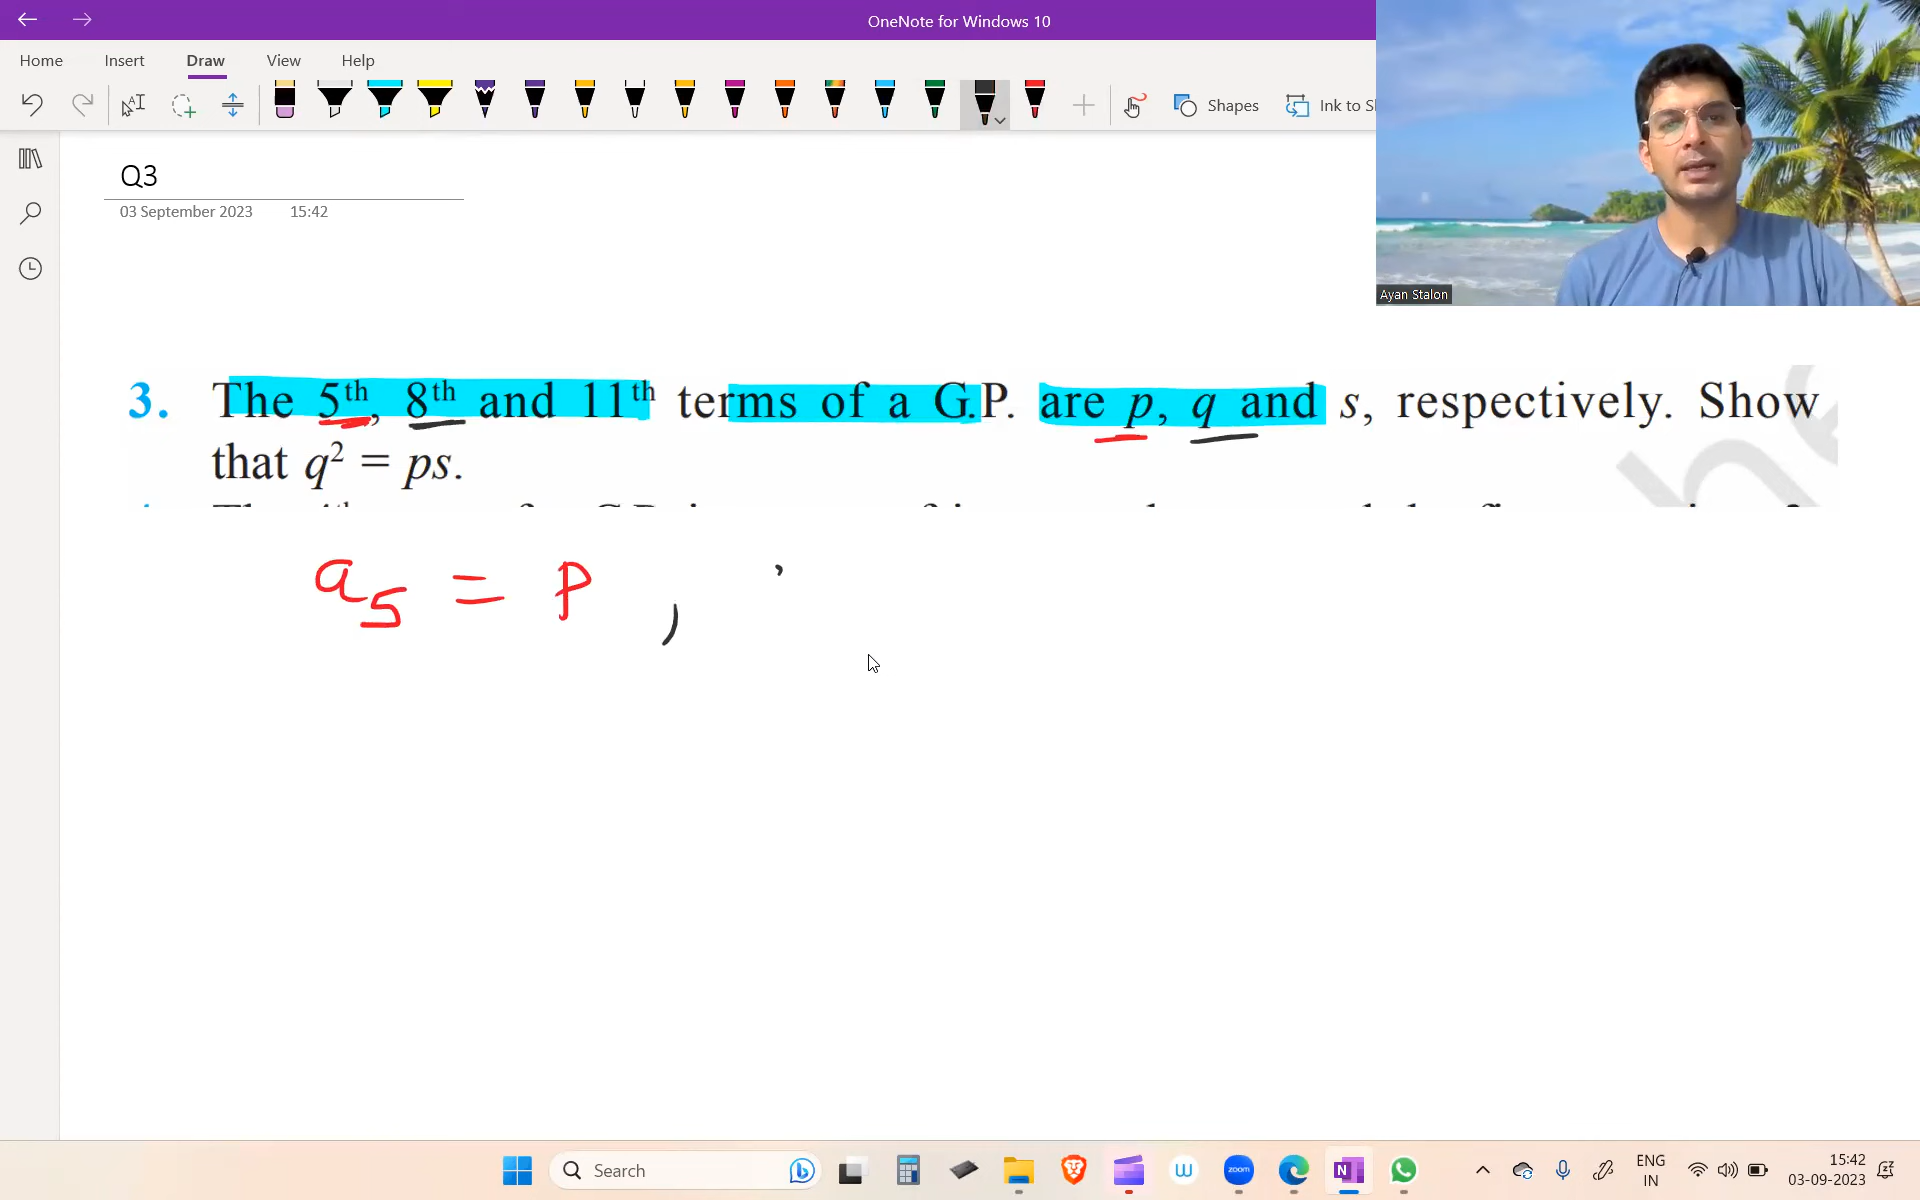 OneNote for Windows 10
Home Insert Draw View Help
Shapes Ink to S
Q3
03 September 2023 15:42
Ayan Stalon
3. The 5th, 8th and 11th terms of a G.P. are p, q and s, respectively. Show
that q² = ps.
a₅ = p ,
Search
zoom
ENG
IN
15:42
03-09-2023